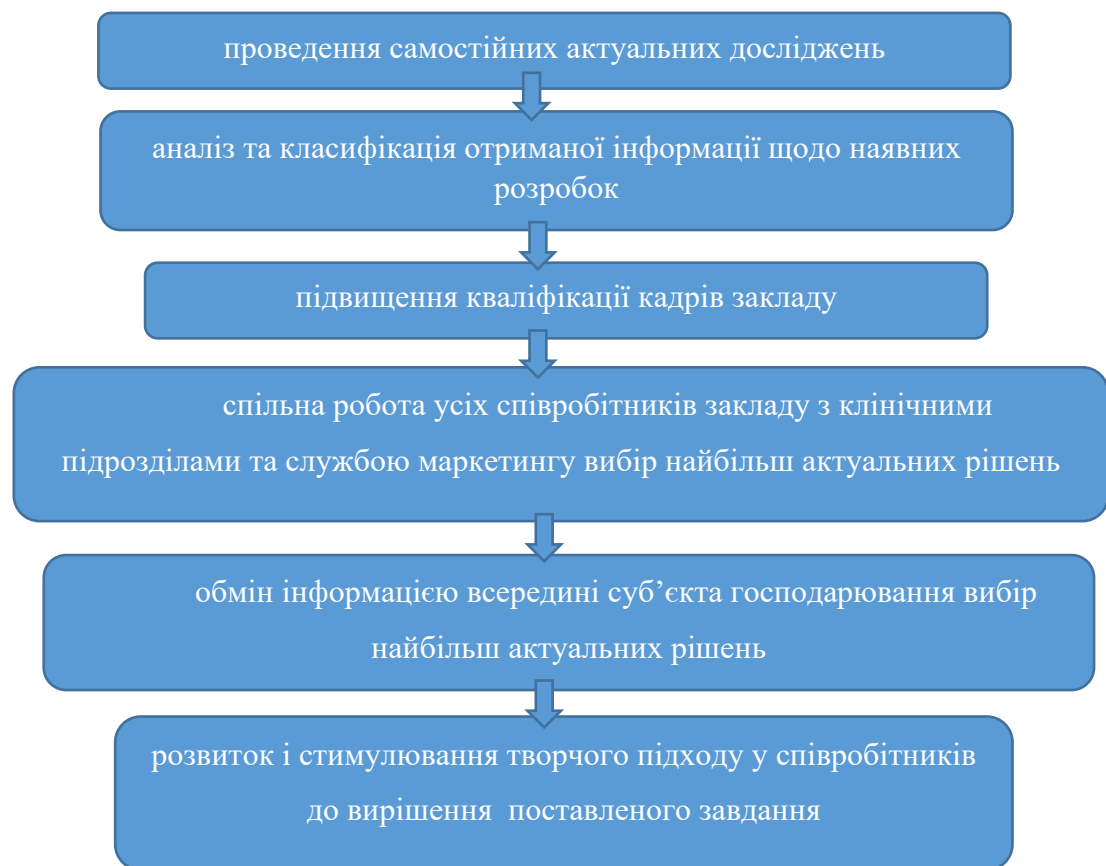 проведення самостійних актуальних досліджень
аналіз та класифікація отриманої інформації щодо наявних
розробок
підвищення кваліфікації кадрів закладу
спільна робота усіх співробітників закладу з клінічними
підрозділами та службою маркетингу вибір найбільш актуальних рішень
обмін інформацією всередині суб’єкта господарювання вибір
найбільш актуальних рішень
розвиток і стимулювання творчого підходу у співробітників
до вирішення поставленого завдання